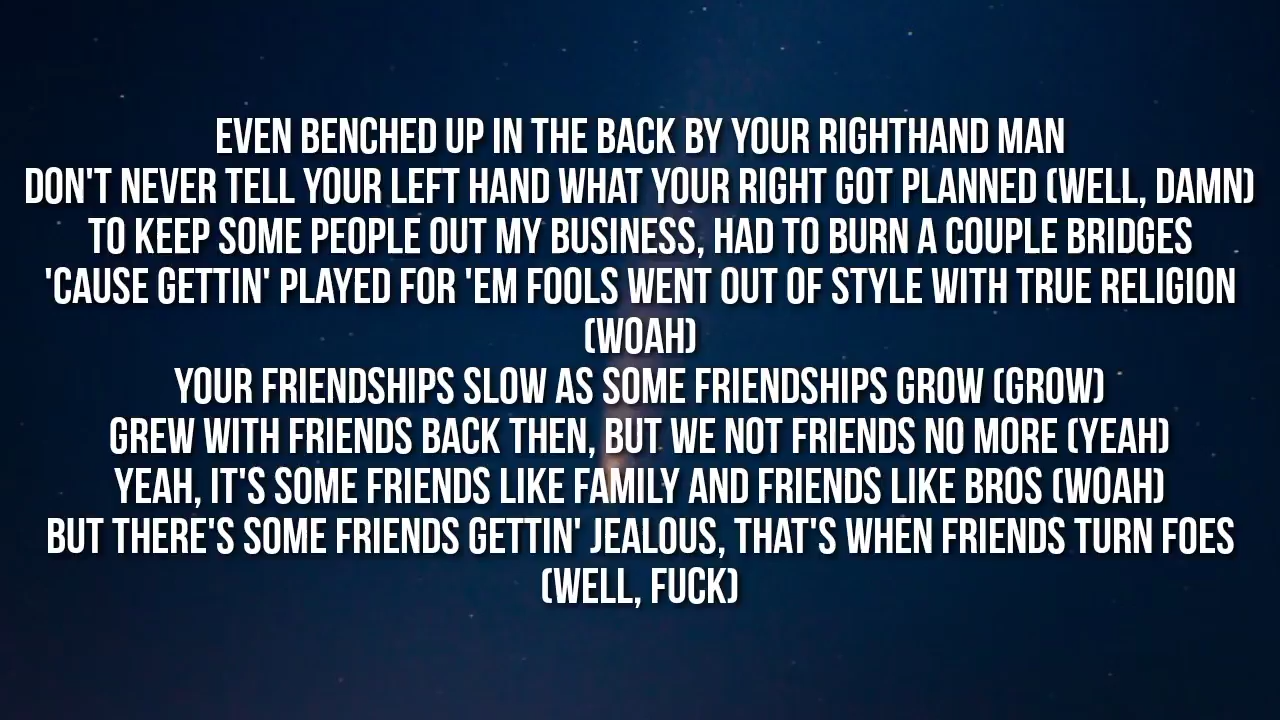 EVEN BENCHED UP IN THE BACK BY YOUR RIGHTHAND MAN
DON'T NEVER TELL YOUR LEFT HAND WHAT YOUR RIGHT GOT PLANNED (WELL, DAMN)
TO KEEP SOME PEOPLE OUT MY BUSINESS, HAD TO BURN A COUPLE BRIDGES
'CAUSE GETTIN' PLAYED FOR 'EM FOOLS WENT OUT OF STYLE WITH TRUE RELIGION
(WOAH)
YOUR FRIENDSHIPS SLOW AS SOME FRIENDSHIPS GROW (GROW)
GREW WITH FRIENDS BACK THEN, BUT WE NOT FRIENDS NO MORE (YEAH)
YEAH, IT'S SOME FRIENDS LIKE FAMILY AND FRIENDS LIKE BROS (WOAH)
BUT THERE'S SOME FRIENDS GETTIN' JEALOUS, THAT'S WHEN FRIENDS TURN FOES
(WELL, FUCK)